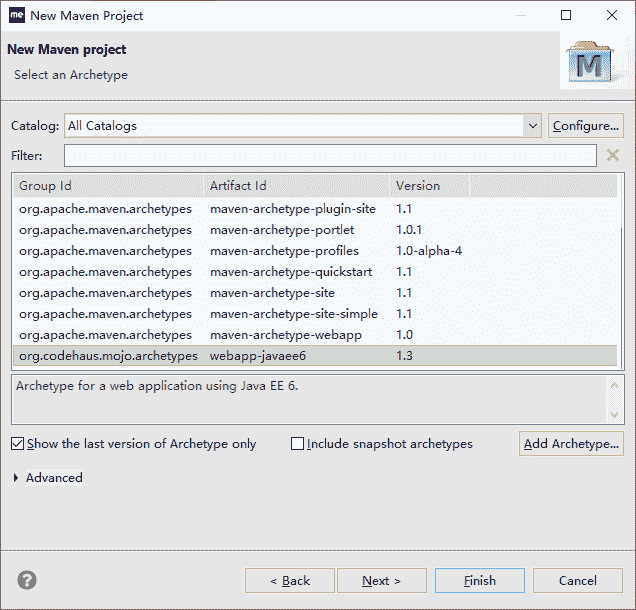 me New Maven Project
New Maven project
Select an Archetype
M
Catalog: All Catalogs Configure...
Filter:
Group Id Artifact Id Version
org.apache.maven.archetypes maven-archetype-plugin-site 1.1
org.apache.maven.archetypes maven-archetype-portlet 1.0.1
org.apache.maven.archetypes maven-archetype-profiles 1.0-alpha-4
org.apache.maven.archetypes maven-archetype-quickstart 1.1
org.apache.maven.archetypes maven-archetype-site 1.1
org.apache.maven.archetypes maven-archetype-site-simple 1.1
org.apache.maven.archetypes maven-archetype-webapp 1.0
org.codehaus.mojo.archetypes webapp-javaee6 1.3
Archetype for a web application using Java EE 6.
Show the last version of Archetype only Include snapshot archetypes Add Archetype...
Advanced
? < Back Next > Finish Cancel